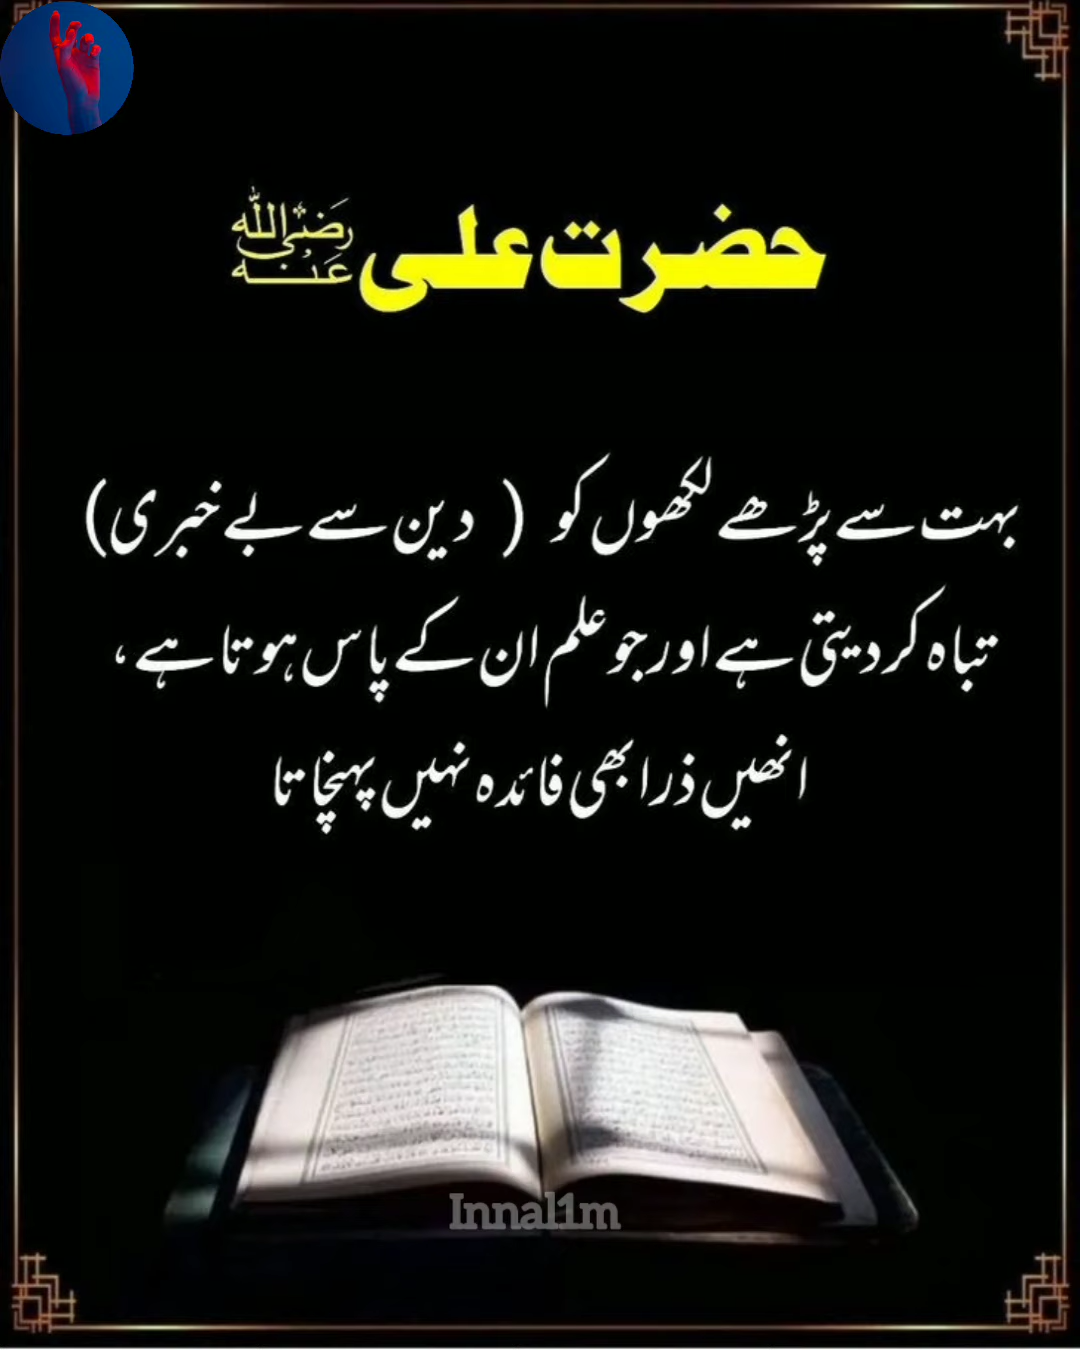 حضرت علی رضی اللہ عنہ
بہت سے پڑھے لکھوں کو ( دین سے بے خبری)
تباہ کر دیتی ہے اور جو علم ان کے پاس ہوتا ہے،
انھیں ذرا بھی فائدہ نہیں پہنچاتا
Innal1m